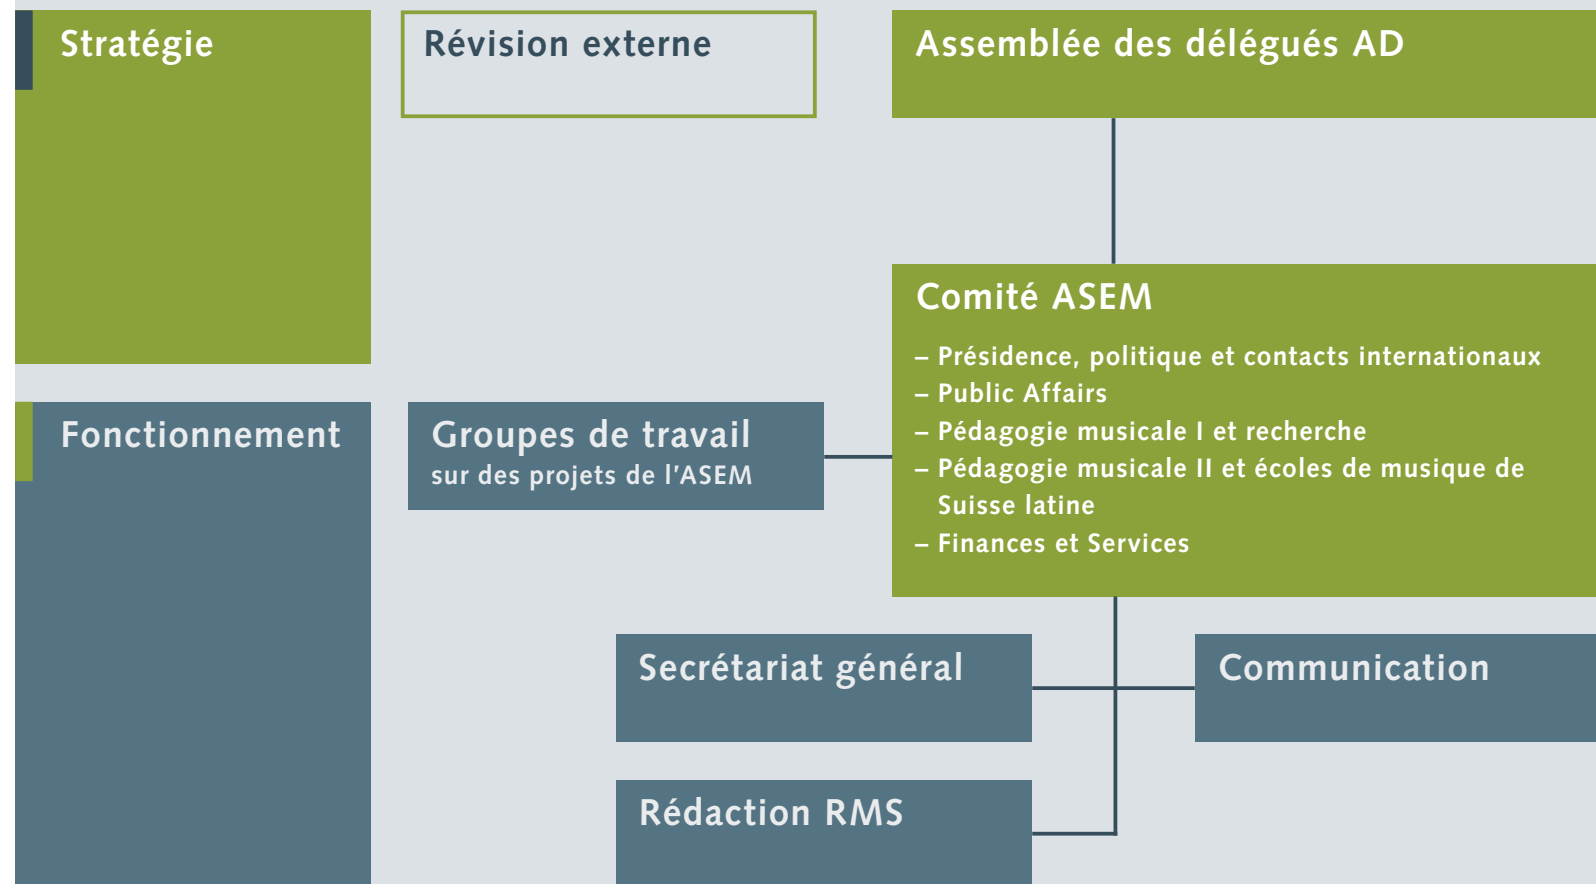 Stratégie
Révision externe
Assemblée des délégués AD
Comité ASEM
– Présidence, politique et contacts internationaux
– Public Affairs
– Pédagogie musicale I et recherche
– Pédagogie musicale II et écoles de musique de
Suisse latine
– Finances et Services
Fonctionnement
Groupes de travail
sur des projets de l'ASEM
Secrétariat général
Communication
Rédaction RMS